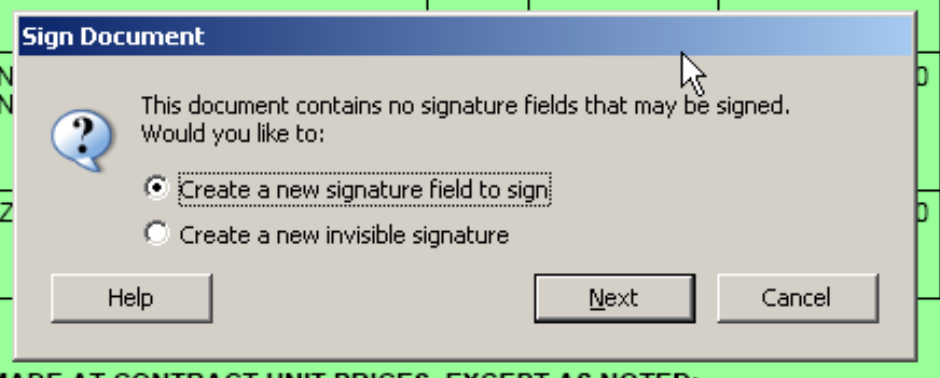 Sign Document
This document contains no signature fields that may be signed.
Would you like to:
Create a new signature field to sign
Create a new invisible signature
Help
Next
Cancel
MADE AT CONTRACT UNIT PRICES, EXCEPT AS NOTED: